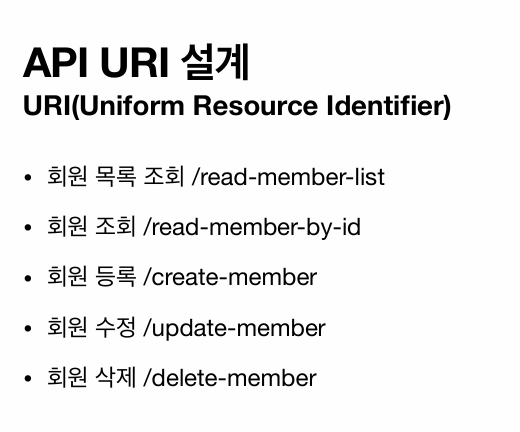 API URI 설계
URI(Uniform Resource Identifier)
• 회원 목록 조회 /read-member-list
• 회원 조회 /read-member-by-id
• 회원 등록 /create-member
• 회원 수정 /update-member
• 회원 삭제 /delete-member